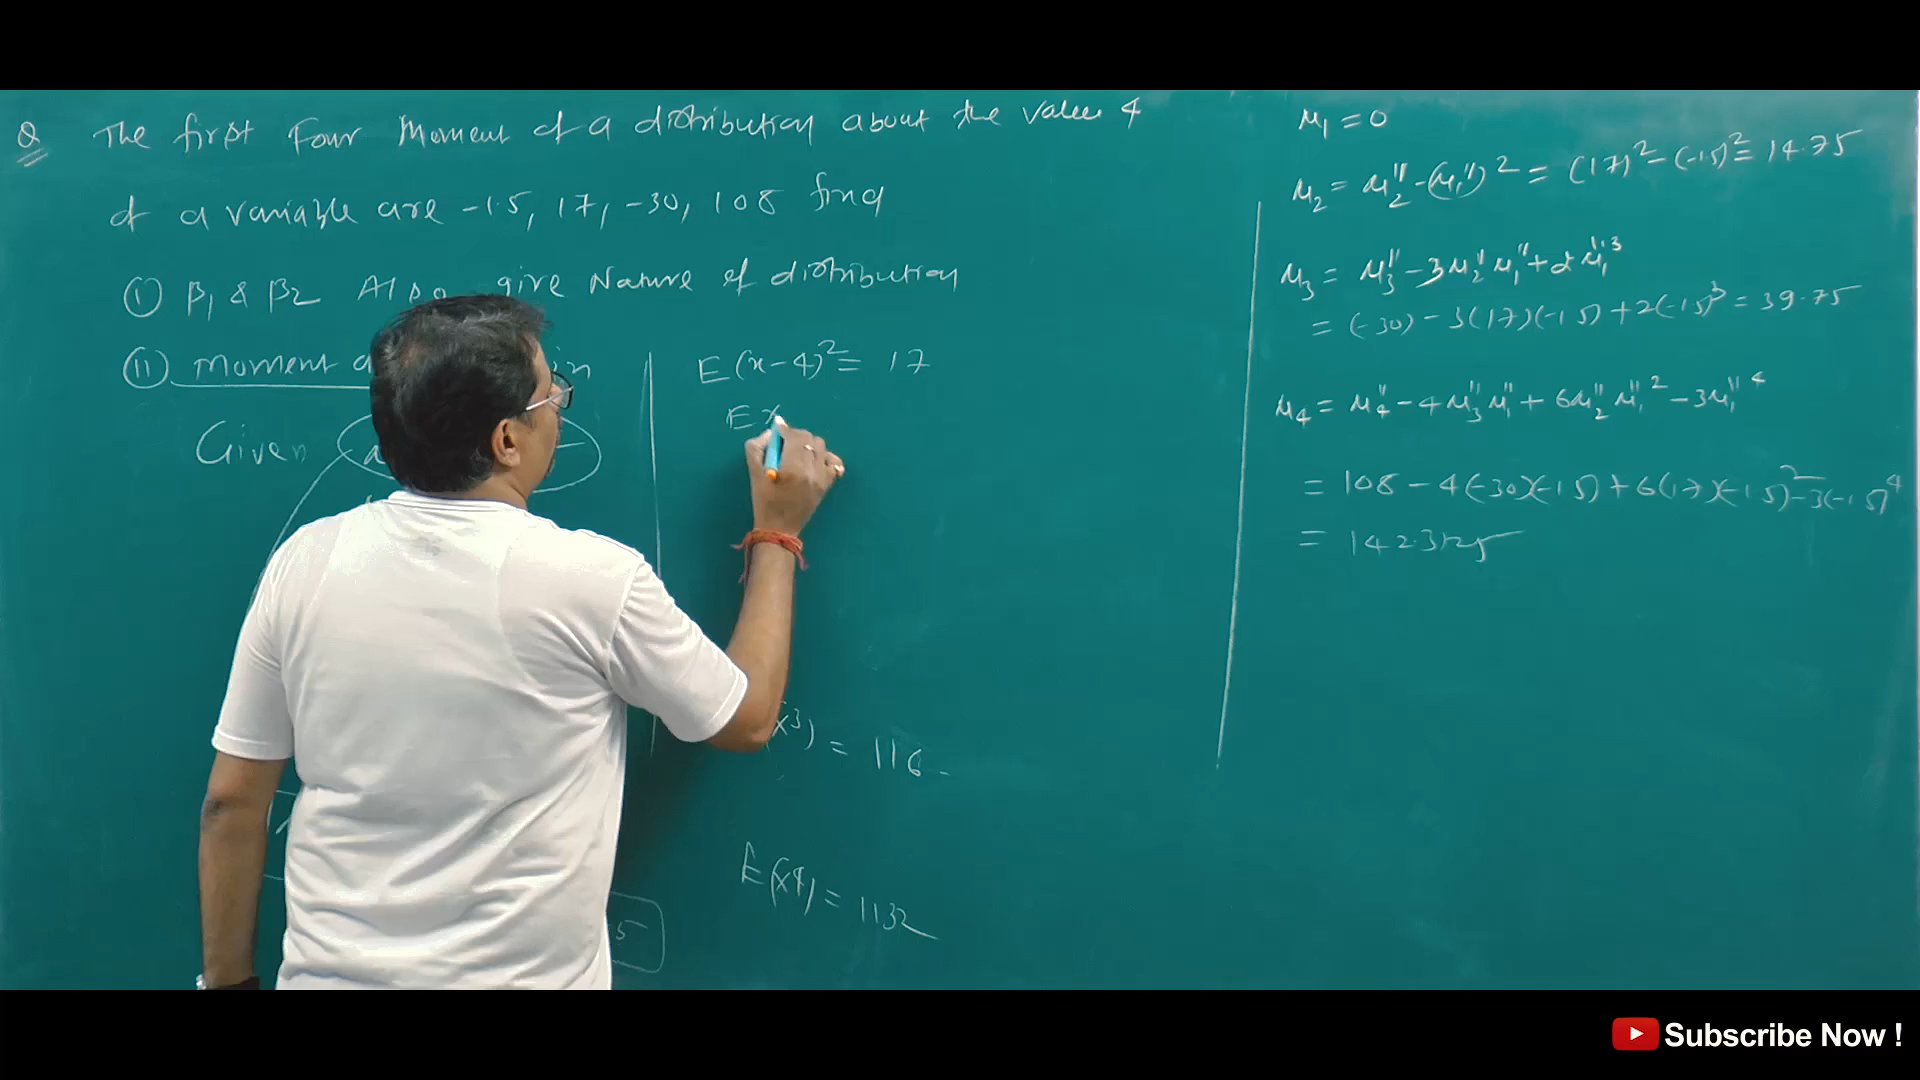 Q The first Four Moment of a distribution about the value 4
of a variable are -1.5, 17, -30, 108 find
(i) β1 & β2 Also give Nature of distribution
(ii) Moment a in
Given
E(x-4)² = 17
Ex
(x³) = 116
E(x⁴) = 1132
5
μ1 = 0
μ2 = μ2'' - (μ1'')² = (17)² - (-1.5)² = 14.75
μ3 = μ3'' - 3μ2'' μ1'' + 2μ1''³
= (-30) - 3(17)(-1.5) + 2(-1.5)³ = 39.75
μ4 = μ4'' - 4μ3'' μ1'' + 6μ2'' μ1''² - 3μ1''⁴
= 108 - 4(-30)(-1.5) + 6(17)(-1.5)² - 3(-1.5)⁴
= 142.3125
Subscribe Now !